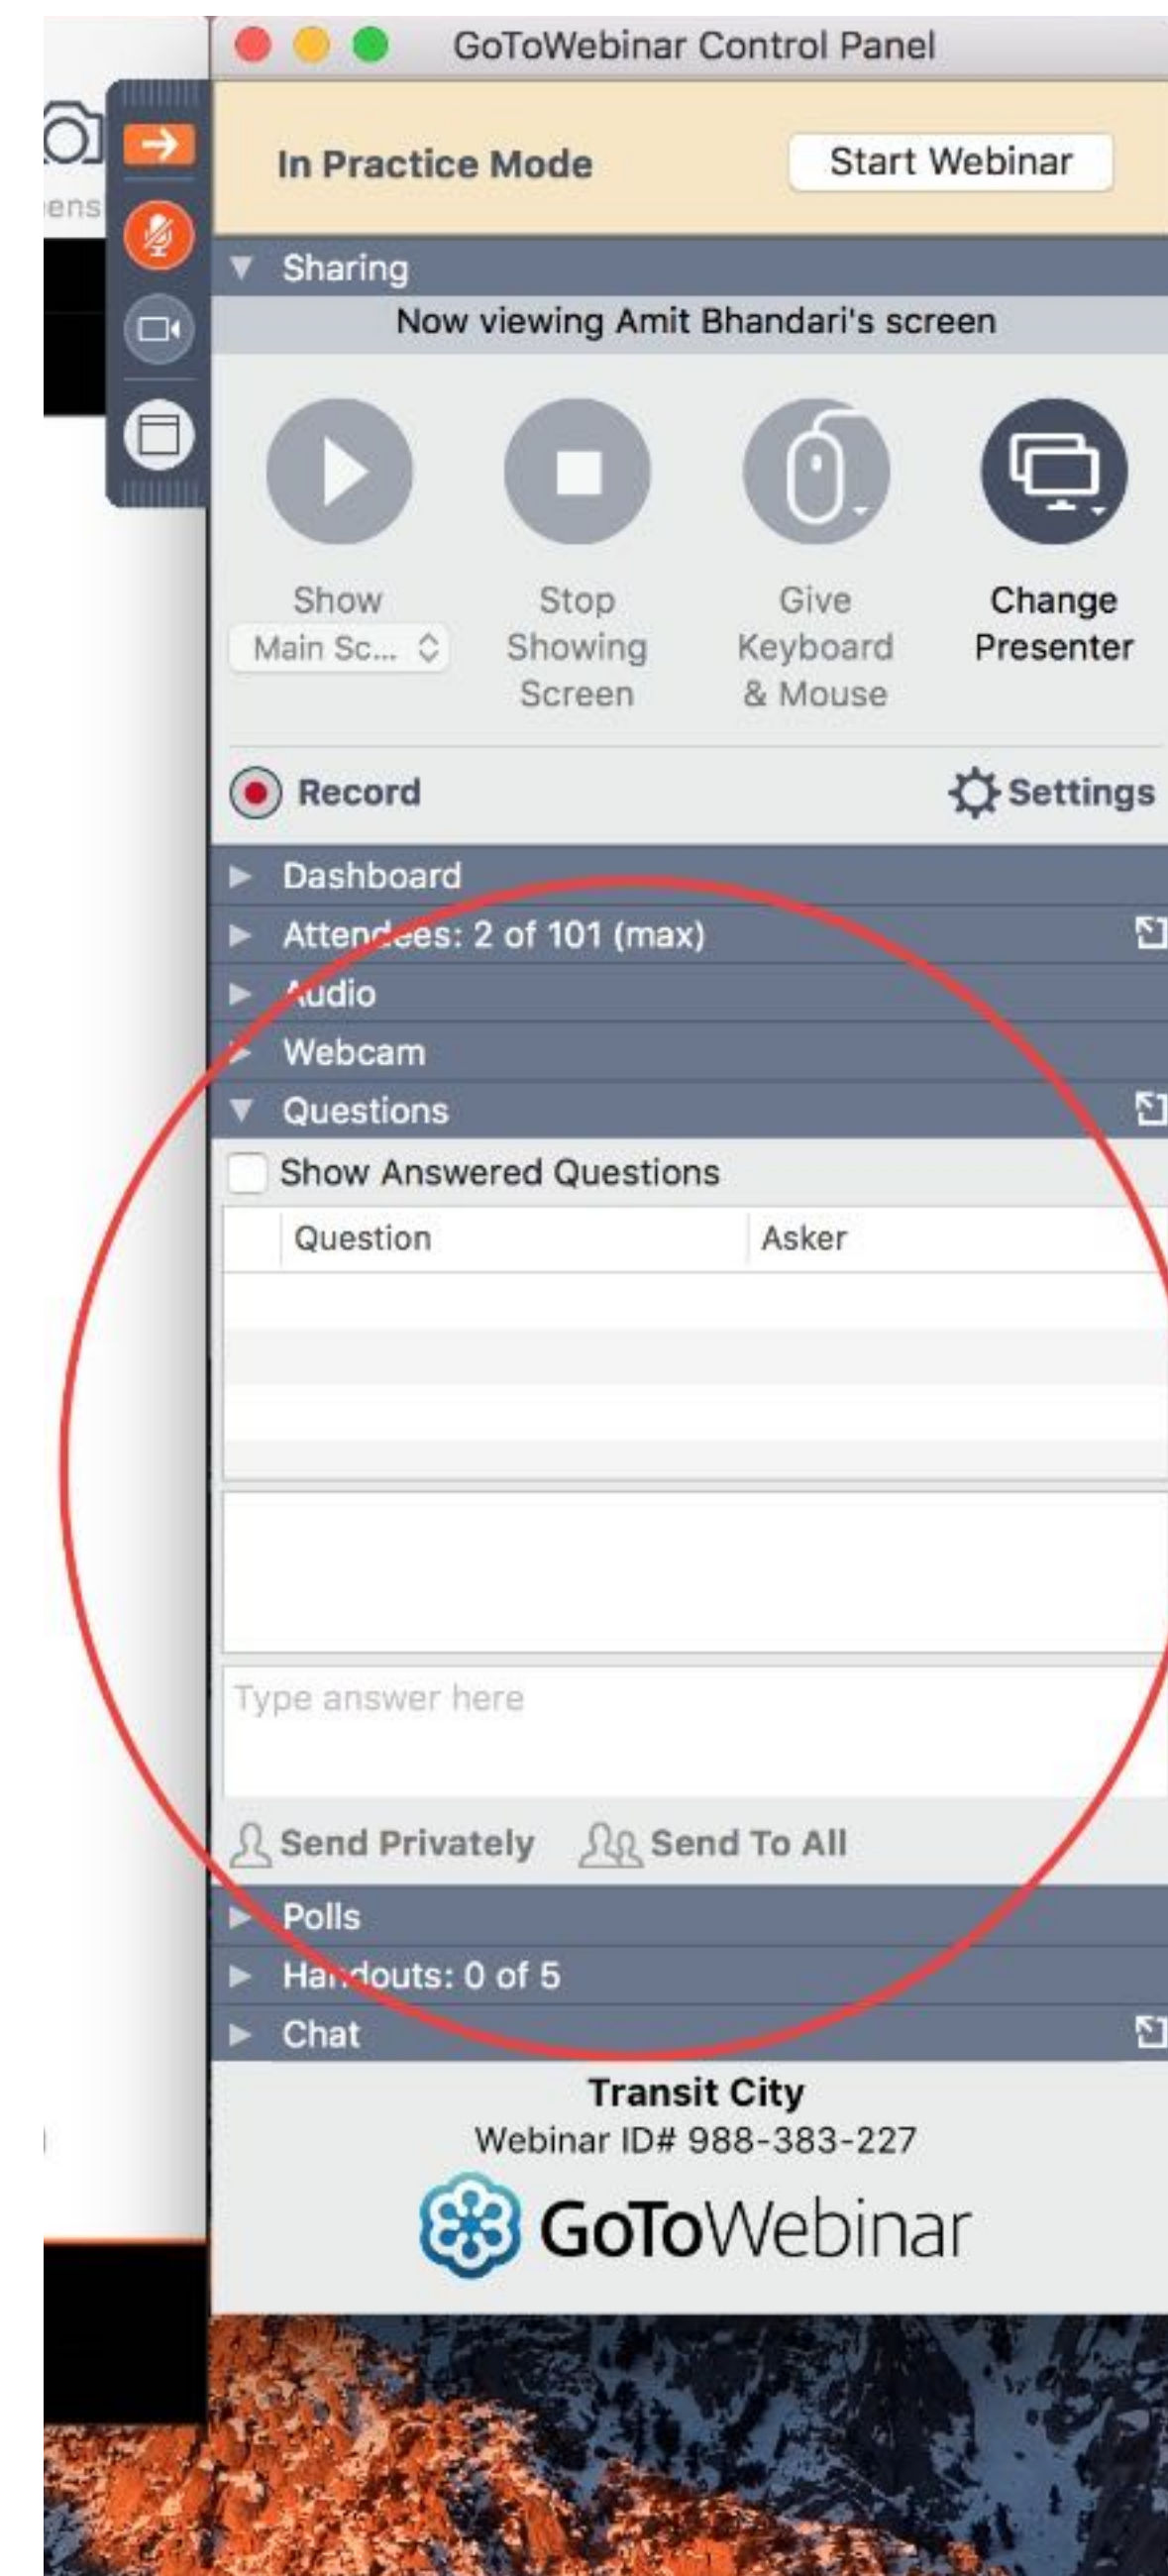 GoToWebinar Control Panel
In Practice Mode
Start Webinar
Sharing
Now viewing Amit Bhandari's screen
Show
Main Sc...
Stop
Showing
Screen
Give
Keyboard
& Mouse
Change
Presenter
Record
Settings
Dashboard
Attendees: 2 of 101 (max)
Audio
Webcam
Questions
Show Answered Questions
Question
Asker
Type answer here
Send Privately
Send To All
Polls
Handouts: 0 of 5
Chat
Transit City
Webinar ID# 988-383-227
GoToWebinar